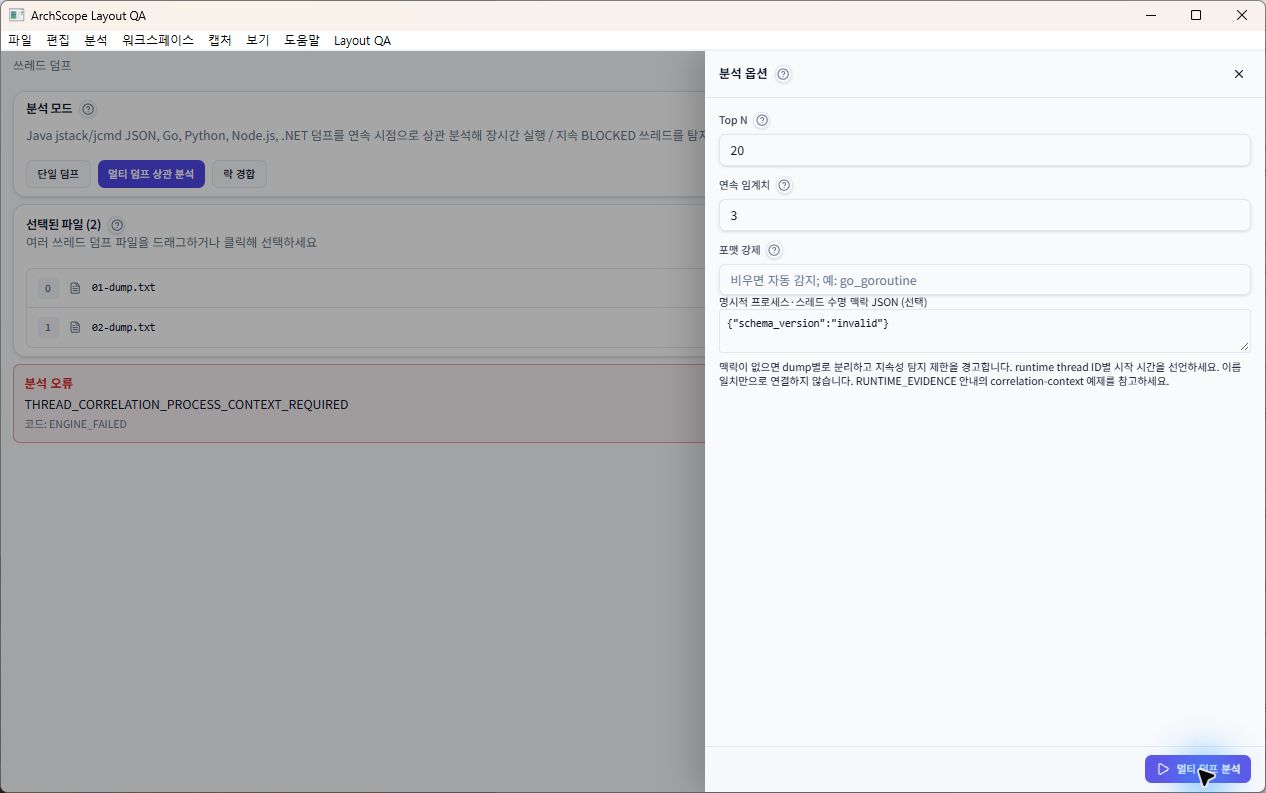 ArchScope Layout QA
파일 편집 분석 워크스페이스 캡처 보기 도움말 Layout QA
쓰레드 덤프
분석 모드
Java jstack/jcmd JSON, Go, Python, Node.js, .NET 덤프를 연속 시점으로 상관 분석해 장시간 실행 / 지속 BLOCKED 쓰레드를 탐지
단일 덤프 멀티 덤프 상관 분석 락 경합
선택된 파일 (2)
여러 쓰레드 덤프 파일을 드래그하거나 클릭해 선택하세요
0 01-dump.txt
1 02-dump.txt
분석 오류
THREAD_CORRELATION_PROCESS_CONTEXT_REQUIRED
코드: ENGINE_FAILED
분석 옵션
Top N
20
연속 임계치
3
포맷 강제
비우면 자동 감지; 예: go_goroutine
명시적 프로세스·스레드 수명 맥락 JSON (선택)
{"schema_version":"invalid"}
맥락이 없으면 dump별로 분리하고 지속성 탐지 제한을 경고합니다. runtime thread ID별 시작 시간을 선언하세요. 이름
일치만으로 연결하지 않습니다. RUNTIME_EVIDENCE 안내의 correlation-context 예제를 참고하세요.
멀티 덤프 분석